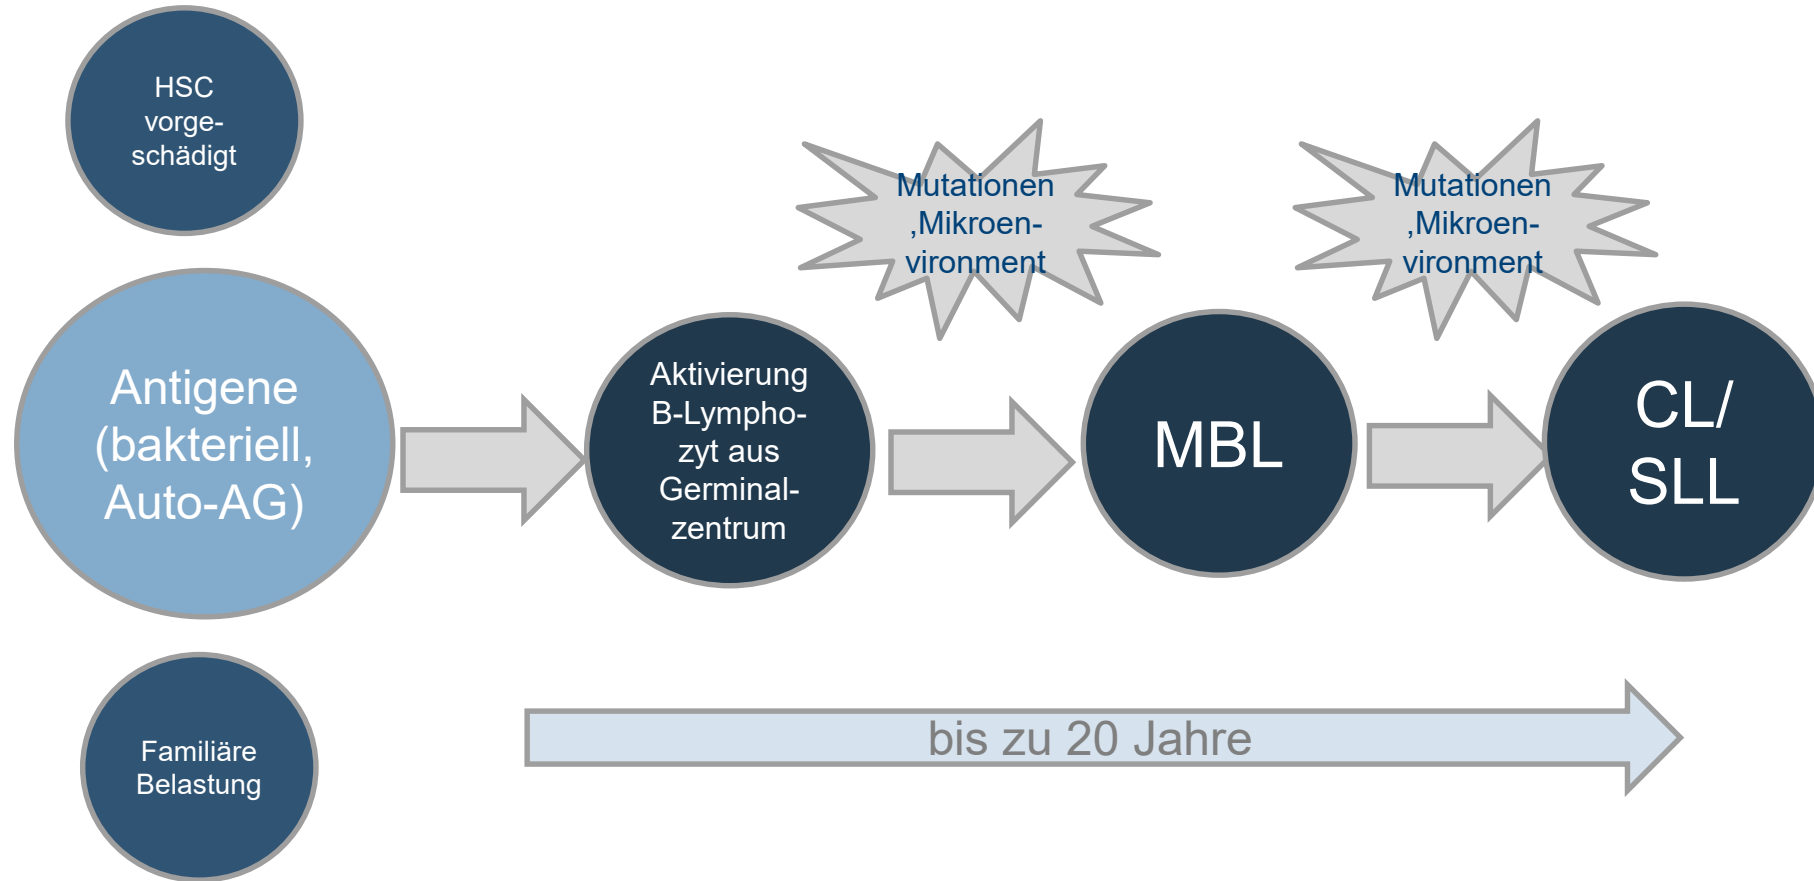 HSC
vorge-
schädigt
Antigene
(bakteriell,
Auto-AG)
Familiäre
Belastung
Aktivierung
B-Lympho-
zyt aus
Germinal-
zentrum
Mutationen
,Mikroen-
vironment
MBL
Mutationen
,Mikroen-
vironment
CL/
SLL
bis zu 20 Jahre